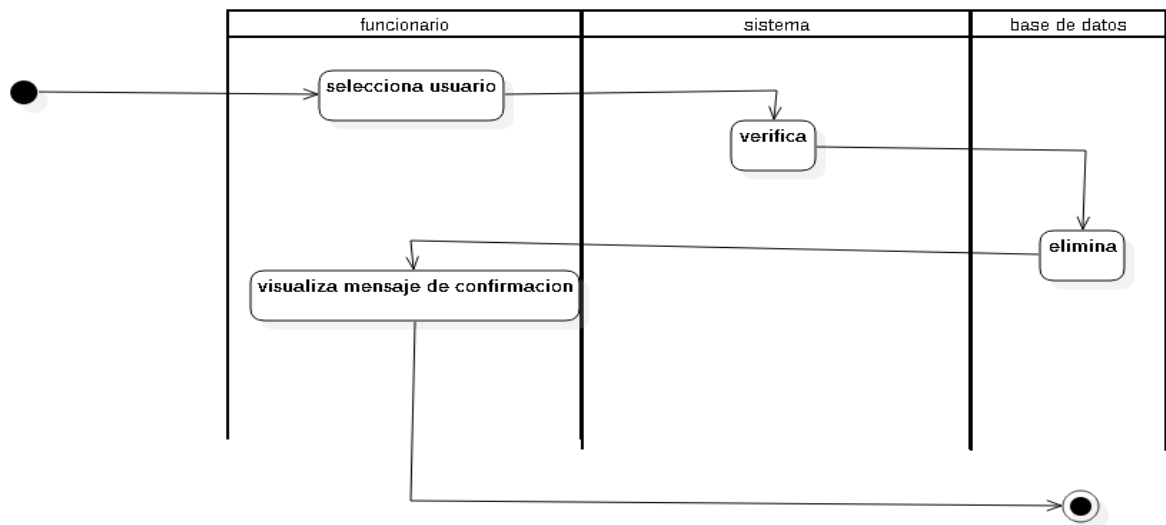 funcionario
sistema
base de datos
selecciona usuario
verifica
elimina
visualiza mensaje de confirmacion